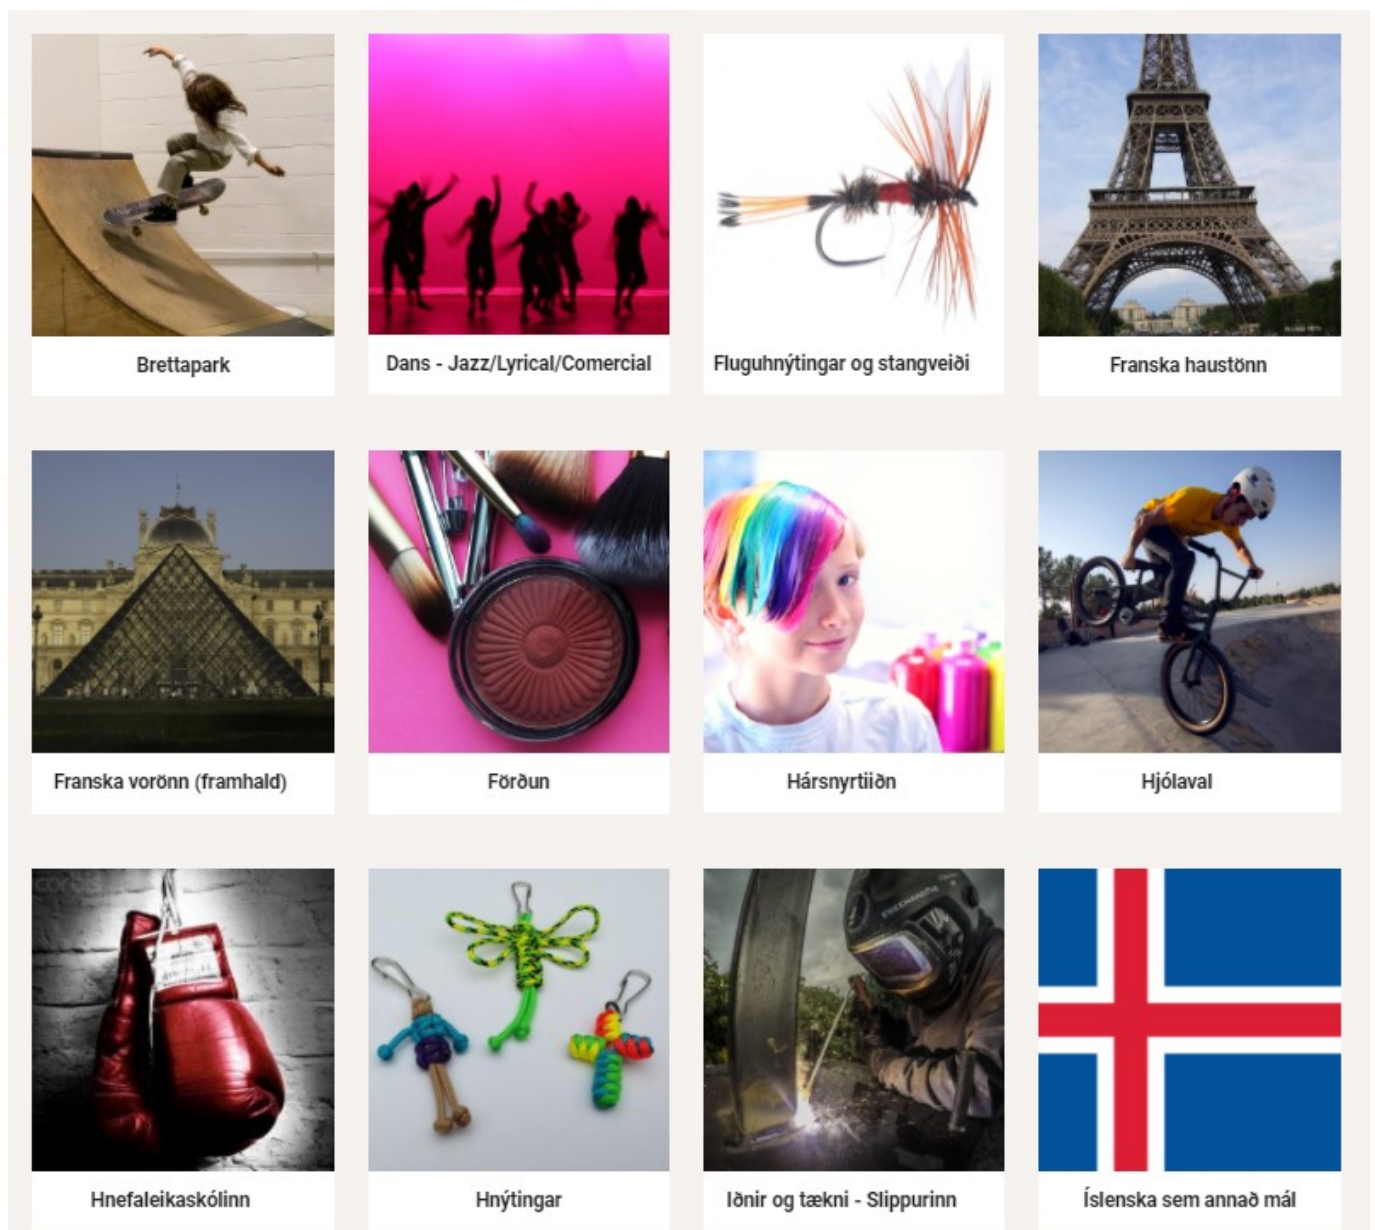 Brettapark
Dans - Jazz/Lyrical/Comercial
Fluguhnýtingar og stangveiði
Franska haustönn
Franska vorönn (framhald)
Förðun
Hársnyrtiiðn
Hjólaval
corbis
Hnefaleikaskólinn
Hnýtingar
Iðnir og tækni - Slippurinn
Íslenska sem annað mál